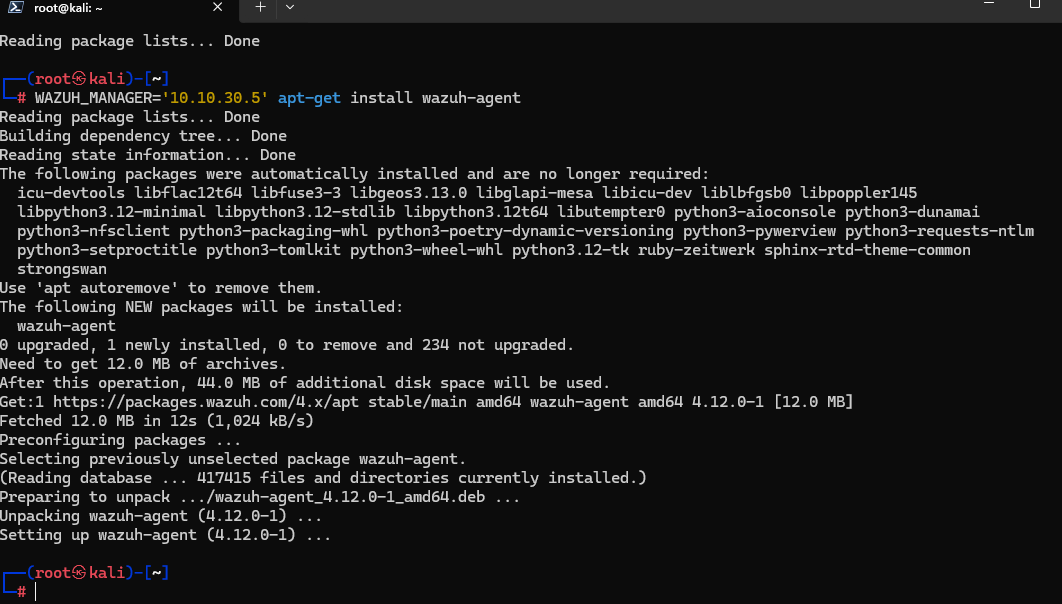 root@kali: ~
Reading package lists... Done
┌──(root㉿kali)-[~]
└─# WAZUH_MANAGER='10.10.30.5' apt-get install wazuh-agent
Reading package lists... Done
Building dependency tree... Done
Reading state information... Done
The following packages were automatically installed and are no longer required:
  icu-devtools libflac12t64 libfuse3-3 libgeos3.13.0 libglapi-mesa libicu-dev liblbfgsb0 libpoppler145
  libpython3.12-minimal libpython3.12-stdlib libpython3.12t64 libutempter0 python3-aioconsole python3-dunamai
  python3-nfsclient python3-packaging-whl python3-poetry-dynamic-versioning python3-pywerview python3-requests-ntlm
  python3-setproctitle python3-tomlkit python3-wheel-whl python3.12-tk ruby-zeitwerk sphinx-rtd-theme-common
  strongswan
Use 'apt autoremove' to remove them.
The following NEW packages will be installed:
  wazuh-agent
0 upgraded, 1 newly installed, 0 to remove and 234 not upgraded.
Need to get 12.0 MB of archives.
After this operation, 44.0 MB of additional disk space will be used.
Get:1 https://packages.wazuh.com/4.x/apt stable/main amd64 wazuh-agent amd64 4.12.0-1 [12.0 MB]
Fetched 12.0 MB in 12s (1,024 kB/s)
Preconfiguring packages ...
Selecting previously unselected package wazuh-agent.
(Reading database ... 417415 files and directories currently installed.)
Preparing to unpack .../wazuh-agent_4.12.0-1_amd64.deb ...
Unpacking wazuh-agent (4.12.0-1) ...
Setting up wazuh-agent (4.12.0-1) ...
┌──(root㉿kali)-[~]
└─#